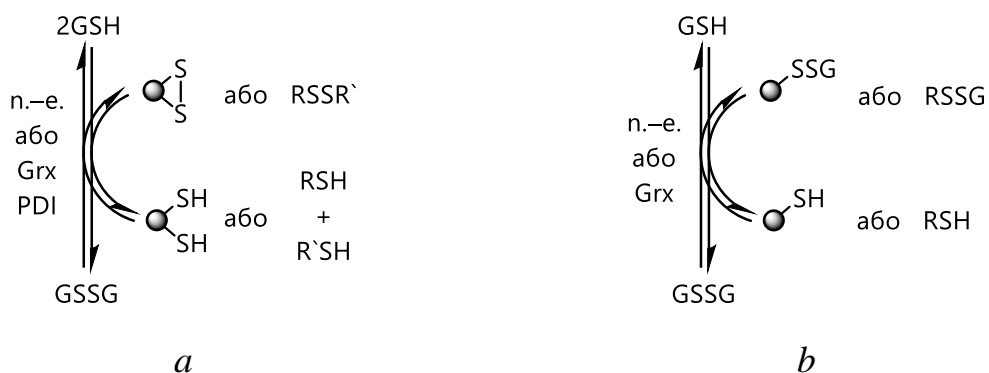 2GSH
S
S
або RSSR`
n.–e.
або
Grx
PDI
SH
SH
або
RSH
+
R`SH
GSSG
a
GSH
SSG
або RSSG
n.–e.
або
Grx
SH
або RSH
GSSG
b